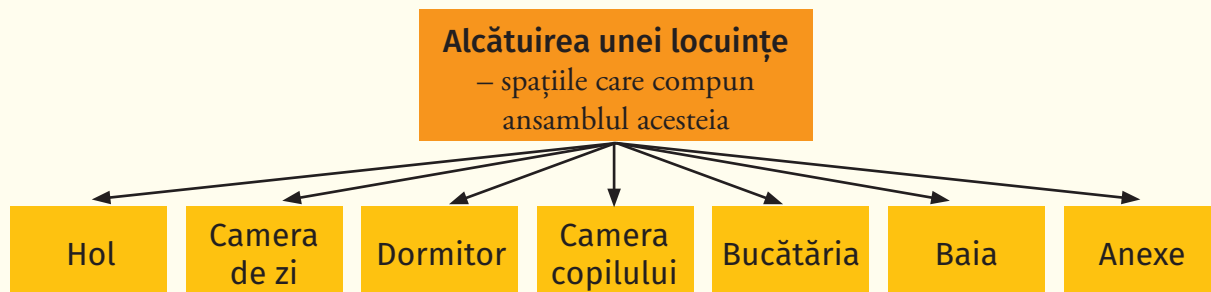 Alcătuirea unei locuințe
– spațiile care compun
ansamblul acesteia
Hol
Camera
de zi
Dormitor
Camera
copilului
Bucătăria
Baia
Anexe